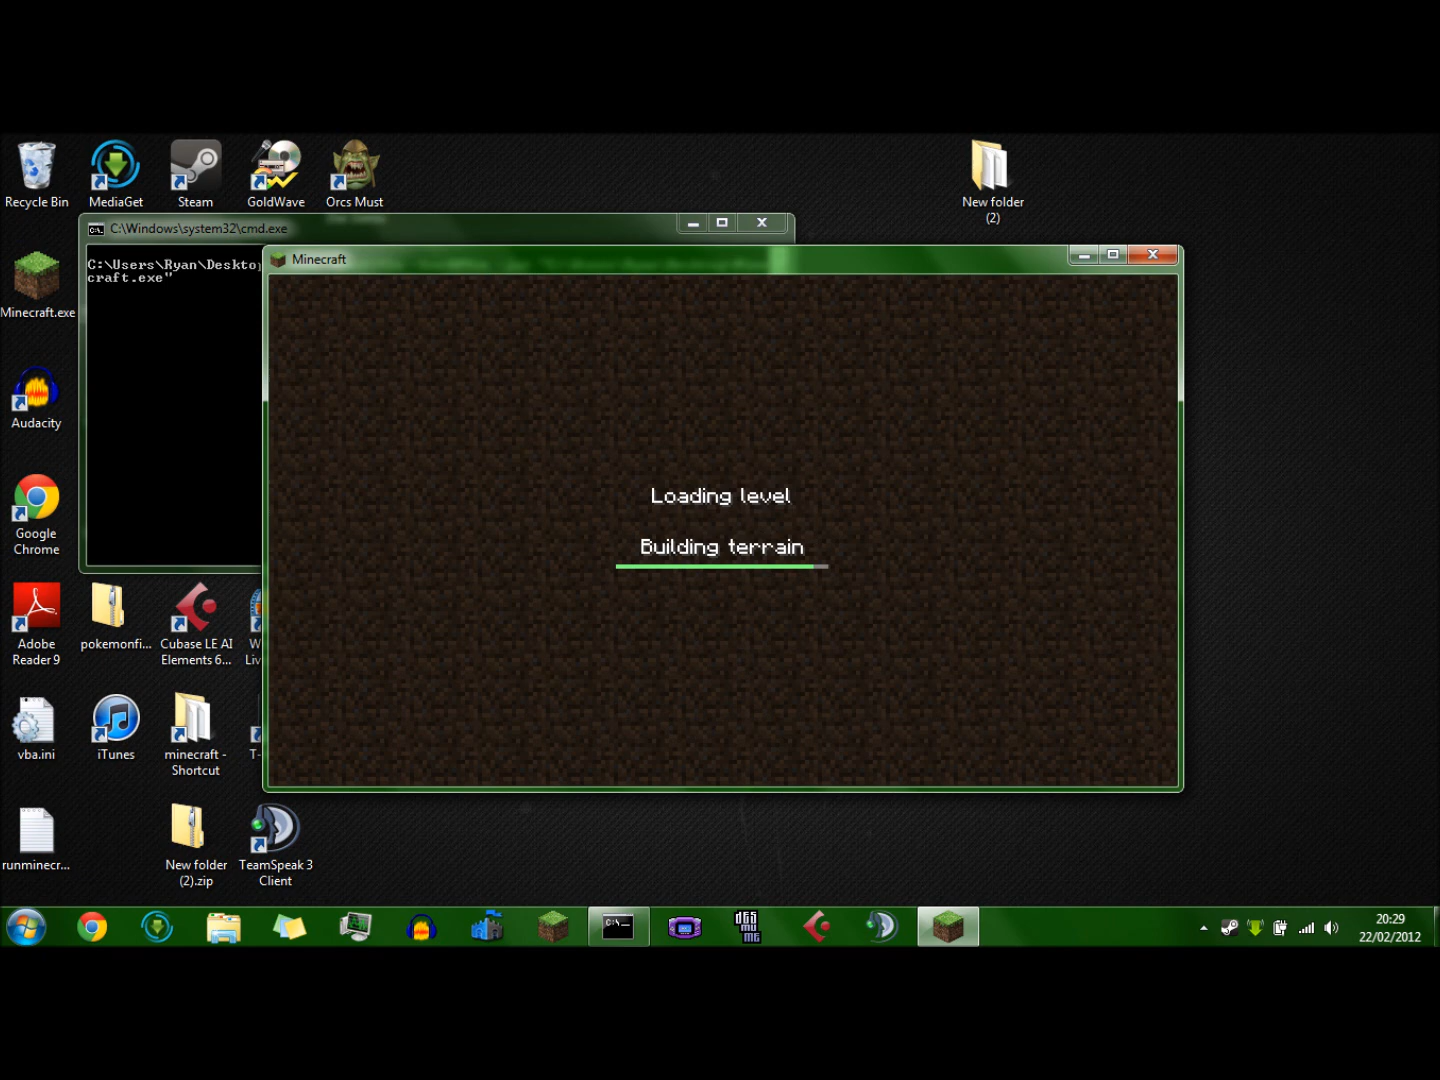 Recycle Bin
MediaGet
Steam
GoldWave
Orcs Must
New folder
(2)
C:\Windows\system32\cmd.exe
C:\Users\Ryan\Deskto
craft.exe"
Minecraft
Minecraft.exe
Loading level
Building terrain
Audacity
Google
Chrome
Adobe
Reader 9
pokemonfi...
Cubase LE AI
Elements 6...
W
Liv
vba.ini
iTunes
minecraft -
Shortcut
T-
runminecr...
New folder
(2).zip
TeamSpeak 3
Client
C:\_
20:29
22/02/2012